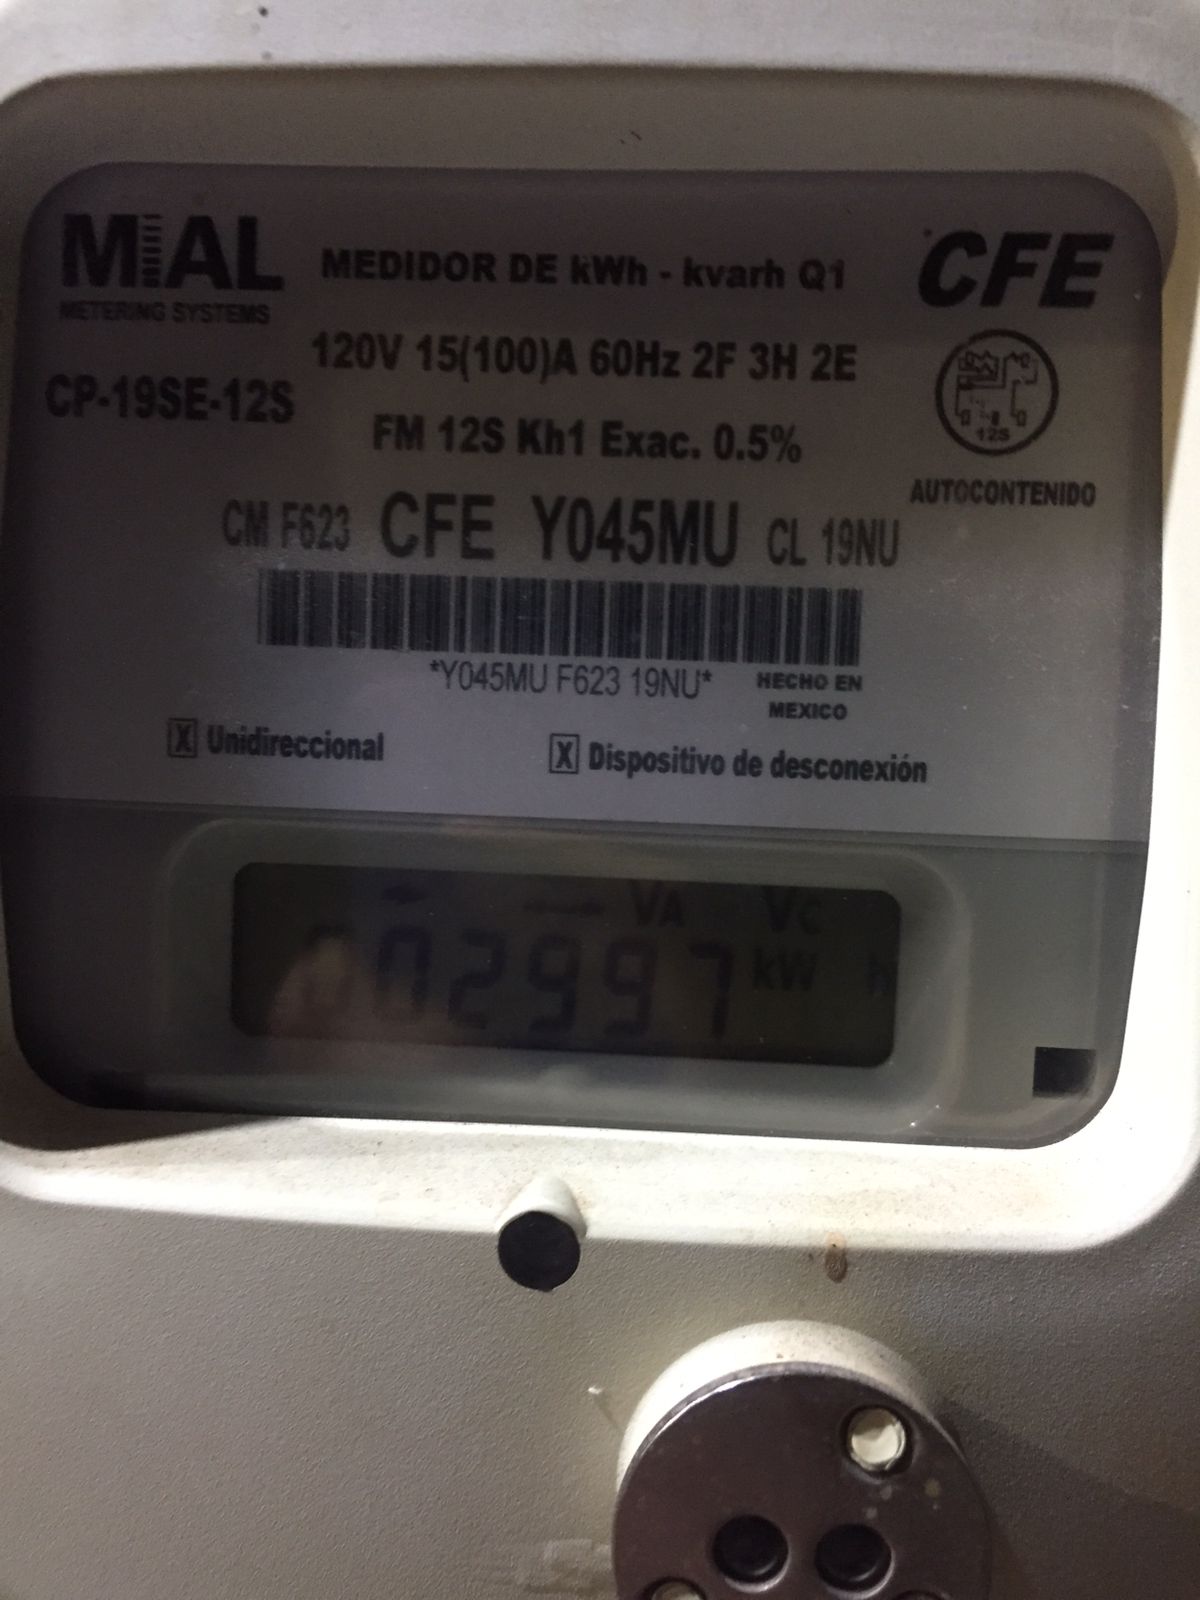 MIAL
METERING SYSTEMS
MEDIDOR DE kWh - kvarh Q1
CFE
CP-19SE-12S
120V 15(100)A 60Hz 2F 3H 2E
FM 12S Kh1 Exac. 0.5%
12S
AUTOCONTENIDO
CM F623 CFE Y045MU CL 19NU
*Y045MU F623 19NU*
HECHO EN
MEXICO
X Unidireccional
X Dispositivo de desconexión
VA VC
002997 kW h